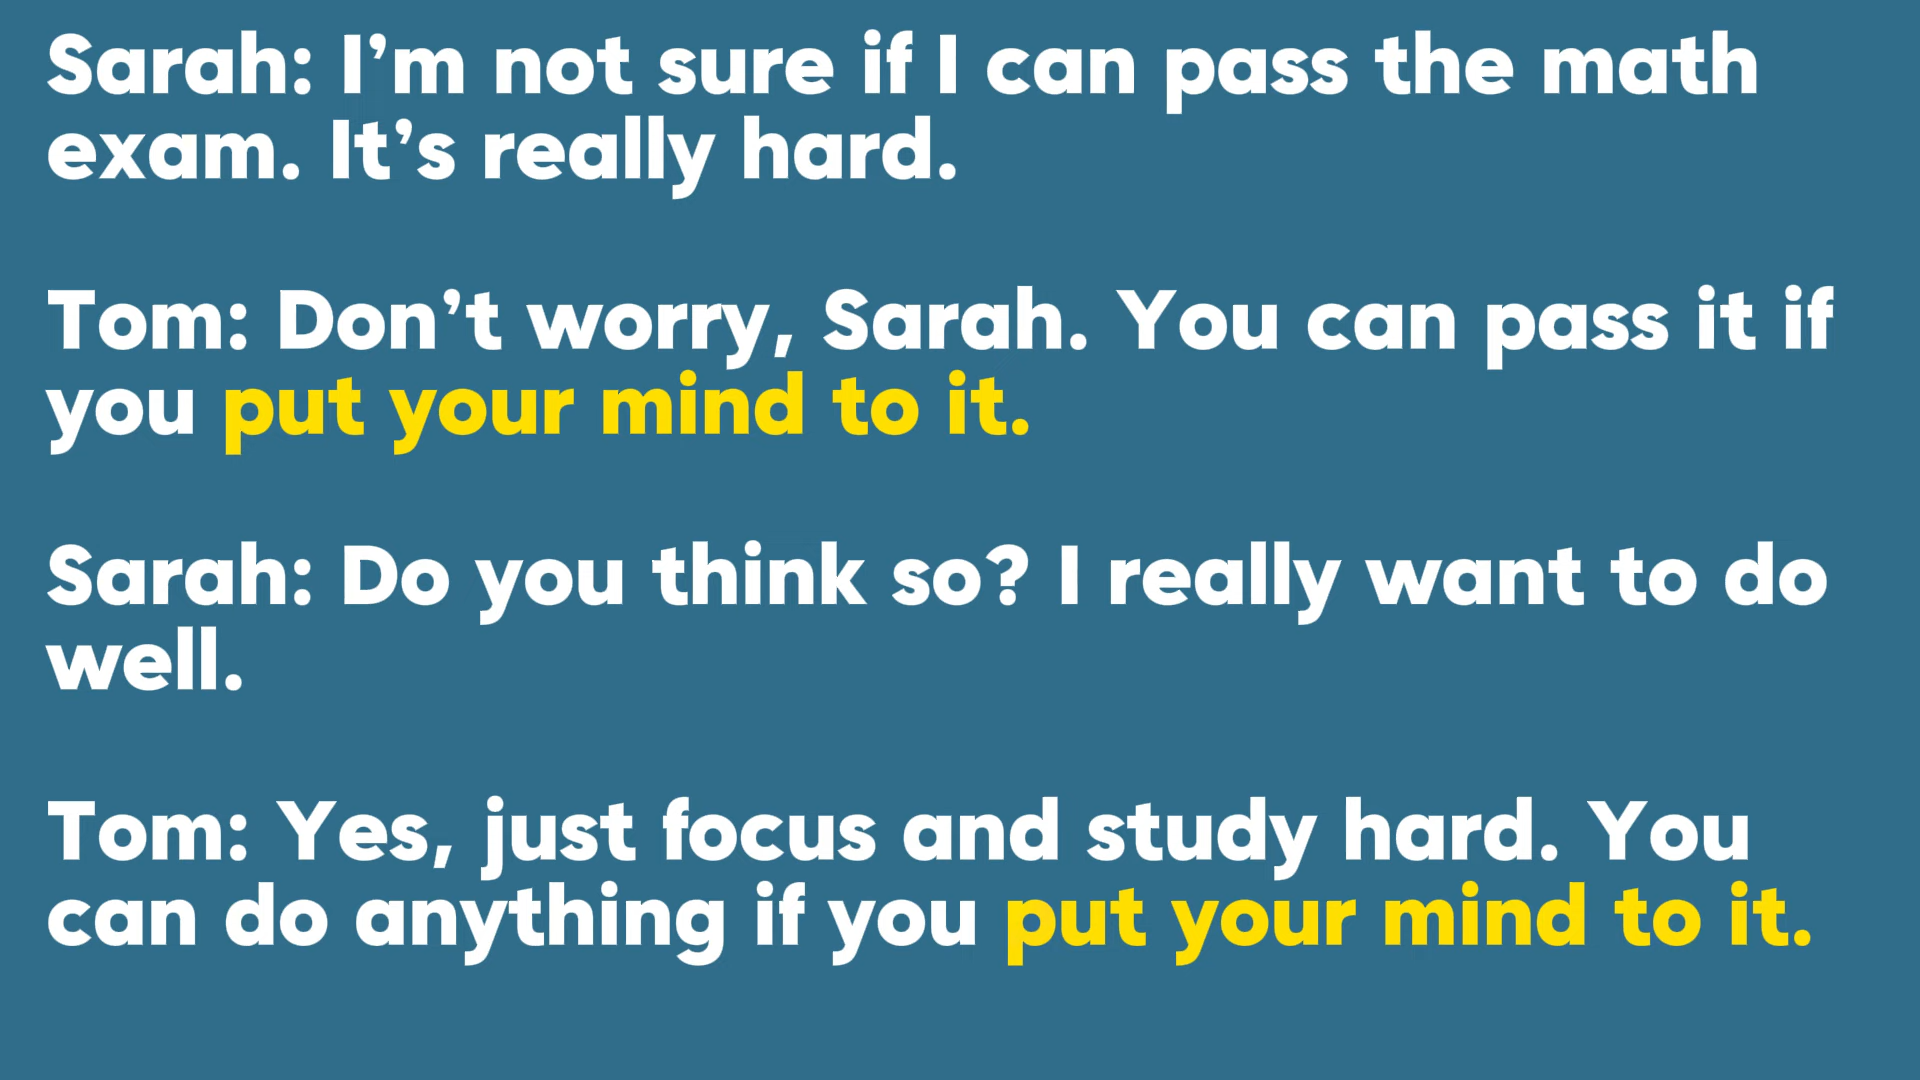 Sarah: I’m not sure if I can pass the math
exam. It’s really hard.
Tom: Don’t worry, Sarah. You can pass it if
you put your mind to it.
Sarah: Do you think so? I really want to do
well.
Tom: Yes, just focus and study hard. You
can do anything if you put your mind to it.